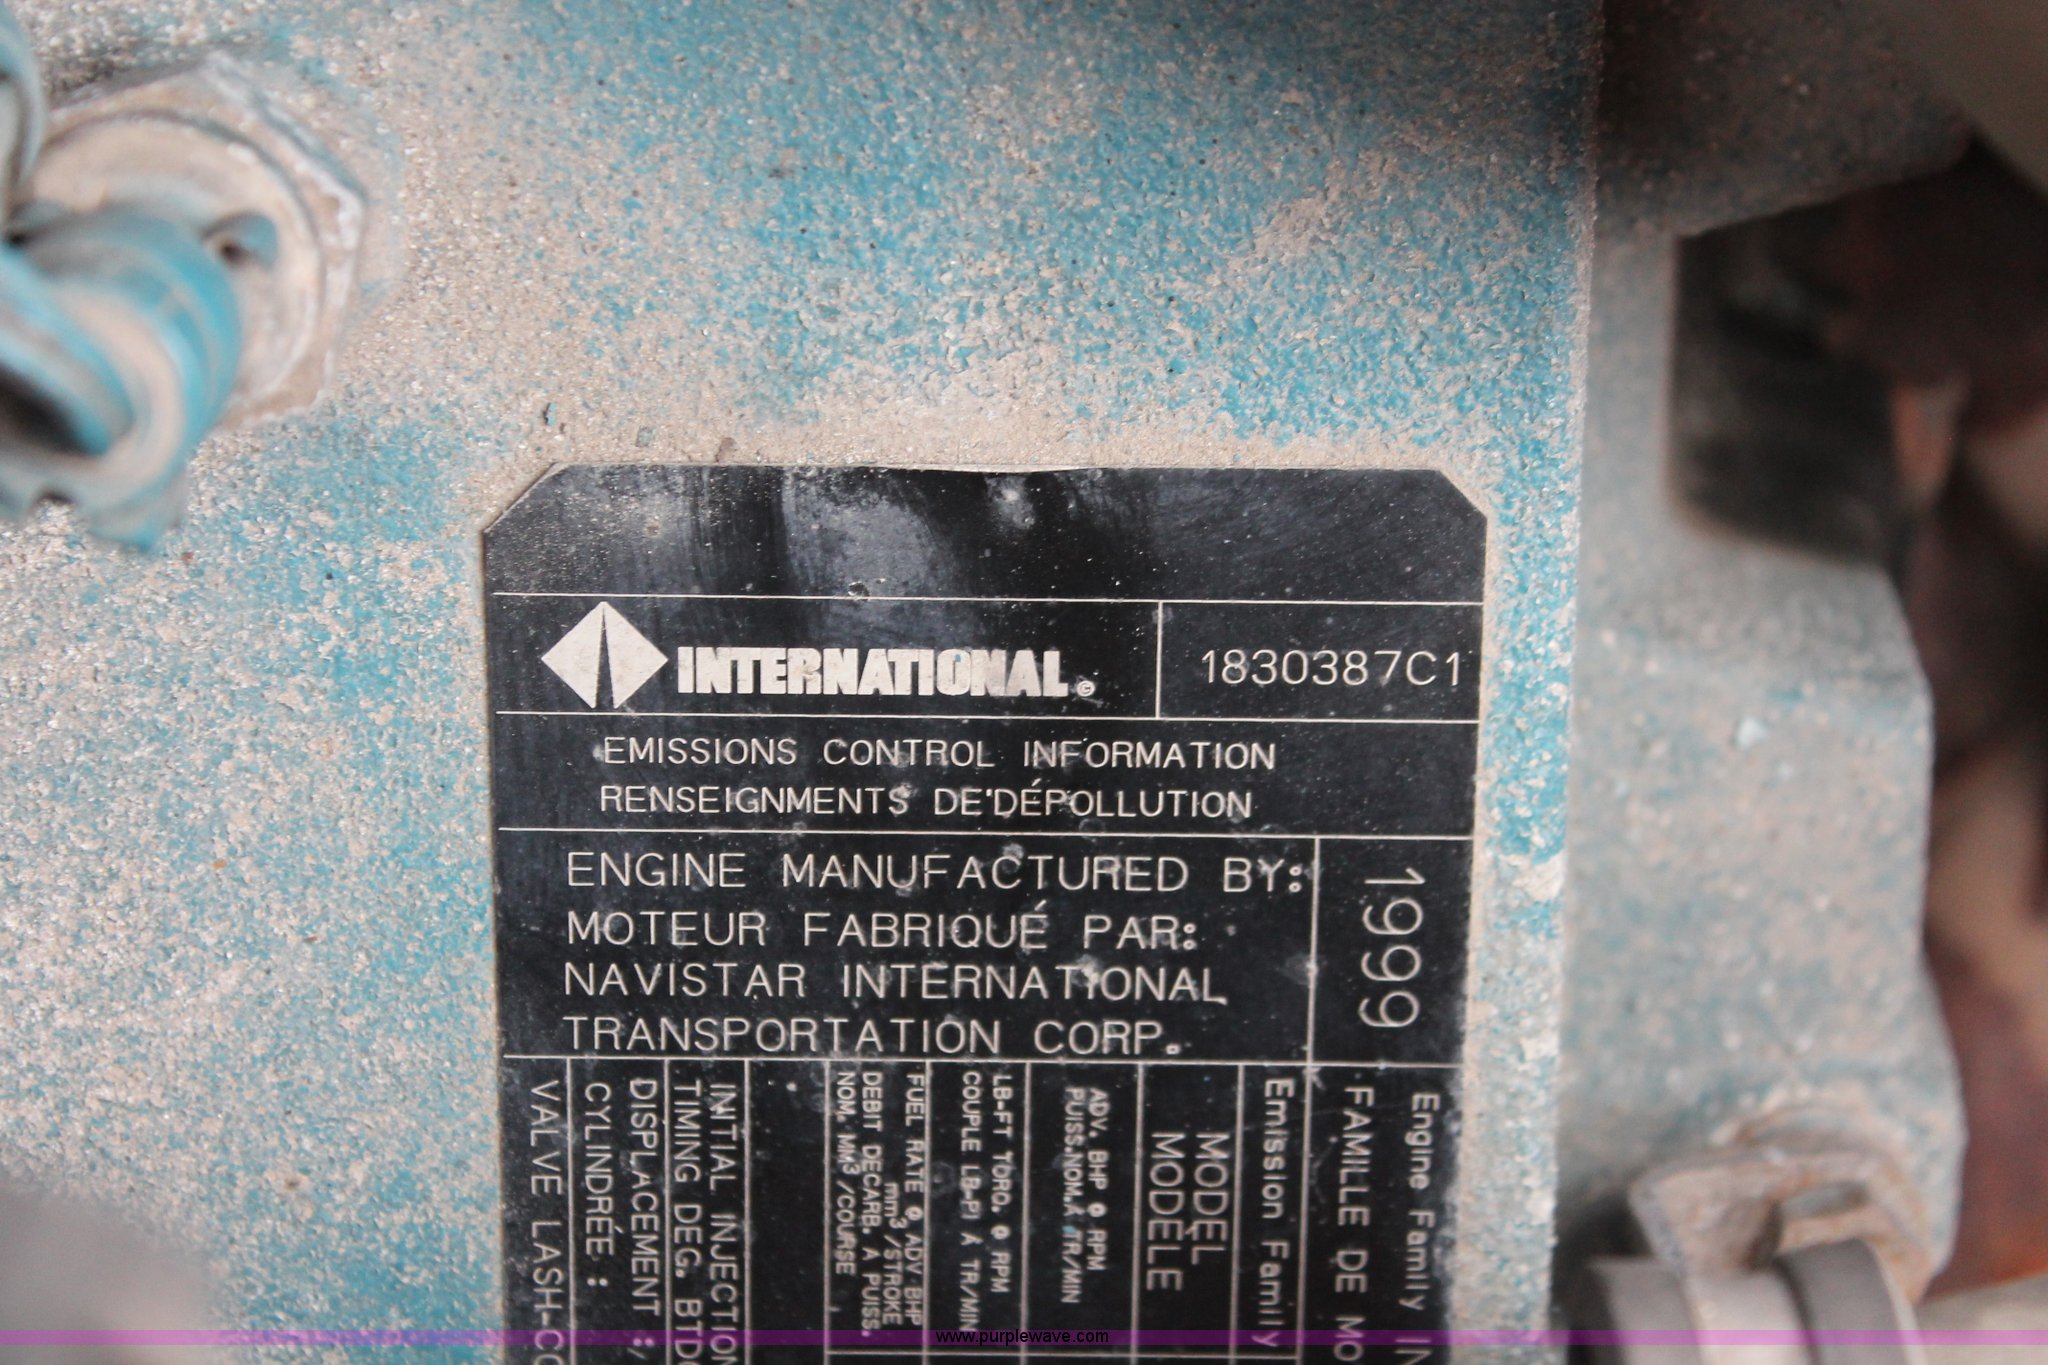 INTERNATIONAL ©
1830387C1
EMISSIONS CONTROL INFORMATION
RENSEIGNMENTS DE DÉPOLLUTION
ENGINE MANUFACTURED BY:
MOTEUR FABRIQUÉ PAR:
NAVISTAR INTERNATIONAL
TRANSPORTATION CORP.
1999
Engine Family
FAMILLE DE MO
Emission Family
MODEL
MODELE
ADV. BHP @ RPM
PUISS.NOM.À TR/MIN
LB-FT TORQ. @ RPM
COUPLE LB-PI À TR/MIN
FUEL RATE @ ADV BHP
mm3/STROKE
DEBIT DECARB. A PUISS.
NOM. MM3/COURSE
INITIAL INJECTION
TIMING DEG. BTDC
DISPLACEMENT :,
CYLINDRÉE :
VALVE LASH-CO
www.purplewave.com